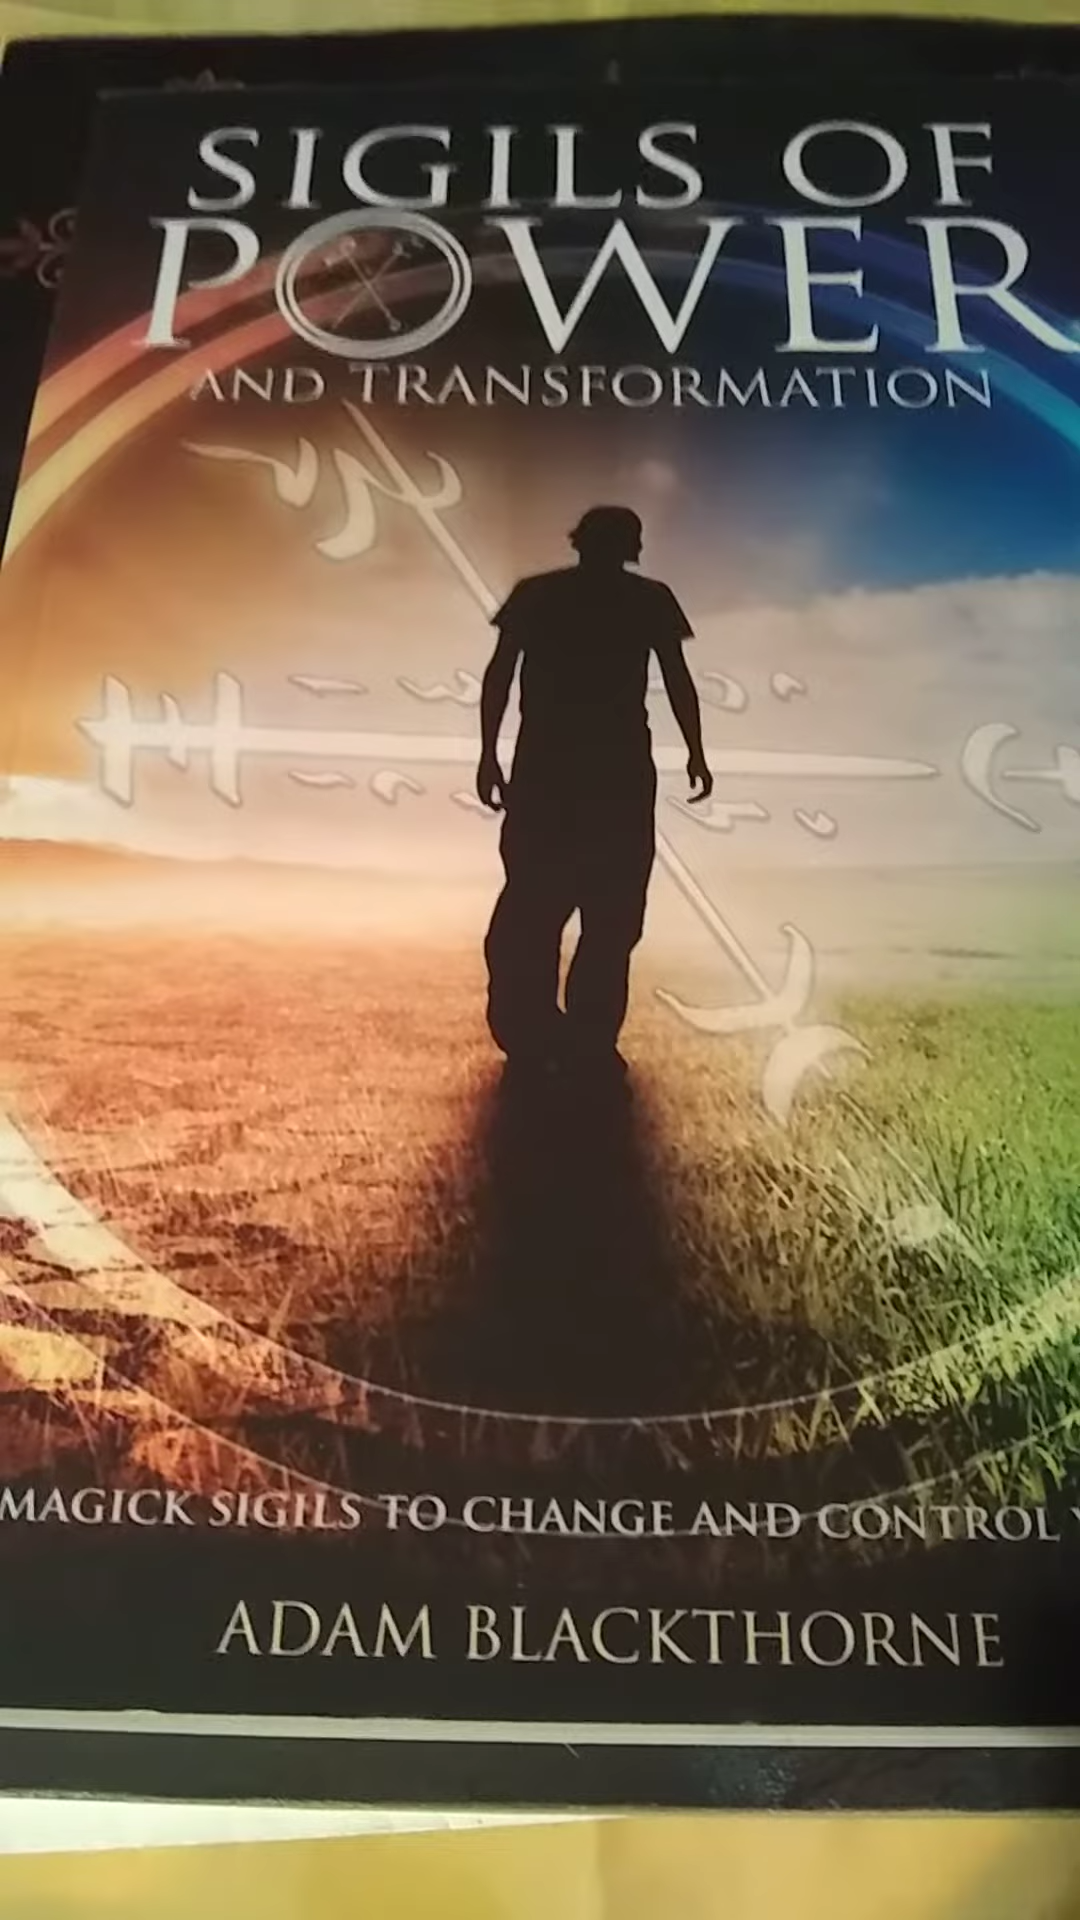 SIGILS OF
POWER
AND TRANSFORMATION
MAGICK SIGILS TO CHANGE AND CONTROL
ADAM BLACKTHORNE